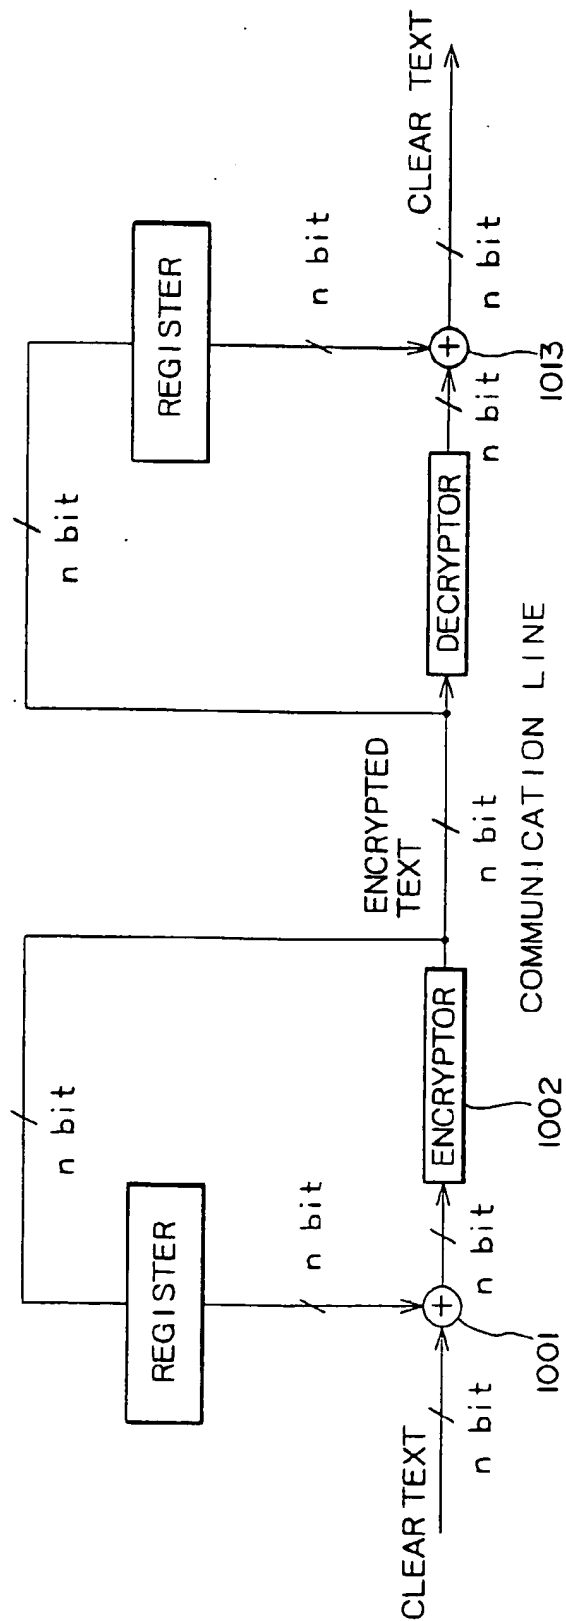 n bit
n bit
REGISTER
REGISTER
n bit
n bit
CLEAR TEXT
ENCRYPTED
TEXT
CLEAR TEXT
ENCRYPTOR
DECRYPTOR
n bit
n bit
n bit
n bit
n bit
1001
1002
COMMUNICATION LINE
1013